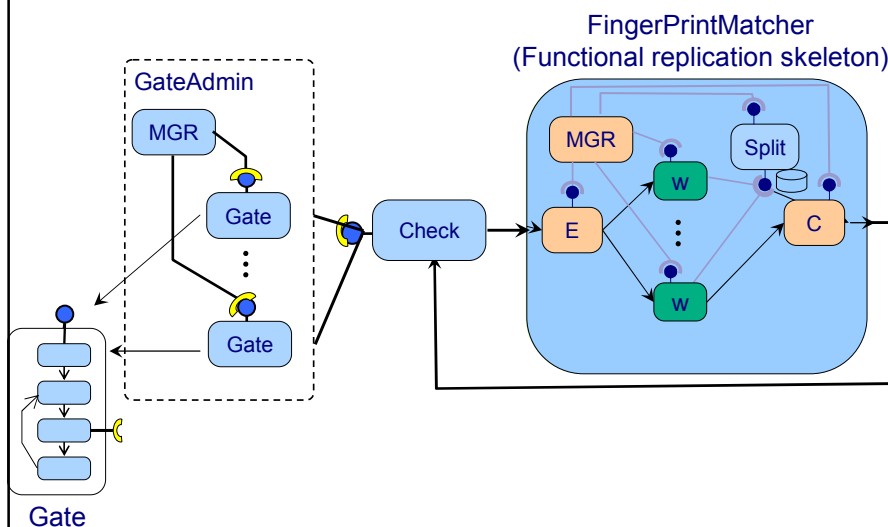 FingerPrintMatcher
(Functional replication skeleton)
GateAdmin
MGR
Gate
Gate
Check
MGR
Split
w
w
E
C
Gate